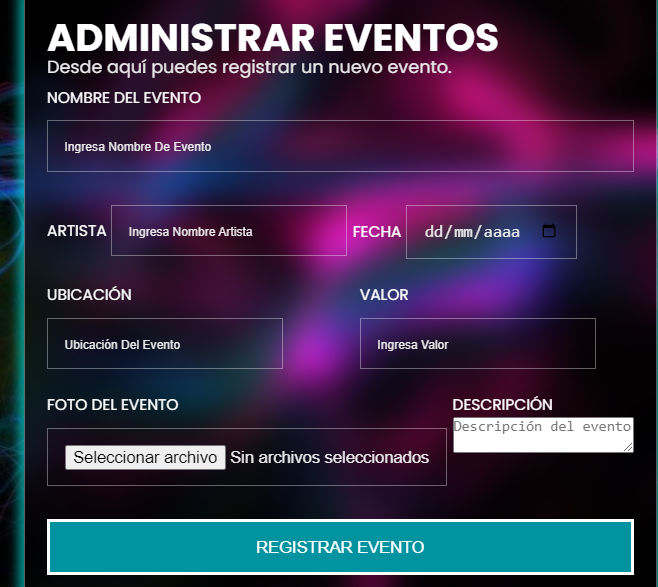 ADMINISTRAR EVENTOS
Desde aquí puedes registrar un nuevo evento.
NOMBRE DEL EVENTO
Ingresa Nombre De Evento
ARTISTA Ingresa Nombre Artista FECHA dd/mm/aaaa
UBICACIÓN VALOR
Ubicación Del Evento Ingresa Valor
FOTO DEL EVENTO DESCRIPCIÓN
Descripción del evento
Seleccionar archivo Sin archivos seleccionados
REGISTRAR EVENTO